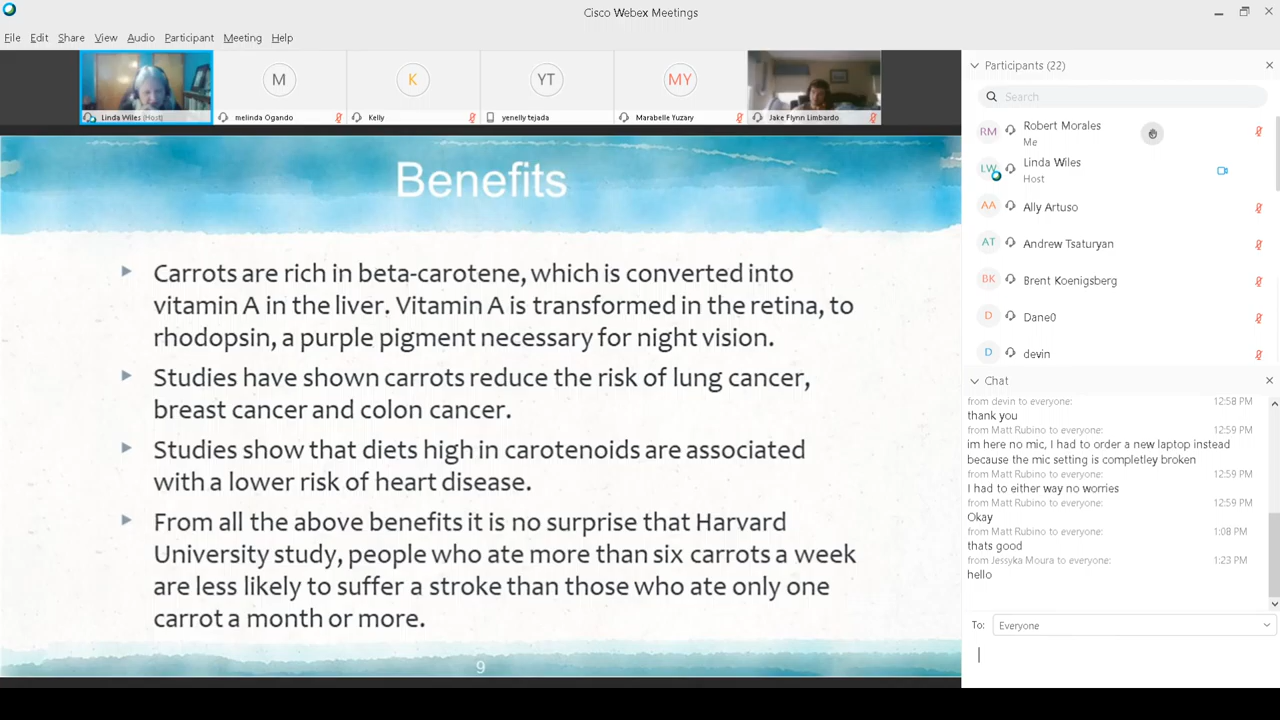 Cisco Webex Meetings
File Edit Share View Audio Participant Meeting Help
M
K
YT
MY
Linda Wiles (Host)
melinda Ogando
Kelly
yenelly tejada
Marabelle Yuzary
Jake Flynn Limbardo
Benefits
Carrots are rich in beta-carotene, which is converted into
vitamin A in the liver. Vitamin A is transformed in the retina, to
rhodopsin, a purple pigment necessary for night vision.
Studies have shown carrots reduce the risk of lung cancer,
breast cancer and colon cancer.
Studies show that diets high in carotenoids are associated
with a lower risk of heart disease.
From all the above benefits it is no surprise that Harvard
University study, people who ate more than six carrots a week
are less likely to suffer a stroke than those who ate only one
carrot a month or more.
9
Participants (22)
Search
RM Robert Morales
Me
LW Linda Wiles
Host
AA Ally Artuso
AT Andrew Tsaturyan
BK Brent Koenigsberg
D Dane0
D devin
Chat
from devin to everyone: 12:58 PM
thank you
from Matt Rubino to everyone: 12:59 PM
im here no mic, I had to order a new laptop instead
because the mic setting is completley broken
from Matt Rubino to everyone: 12:59 PM
I had to either way no worries
from Matt Rubino to everyone: 12:59 PM
Okay
from Matt Rubino to everyone: 1:08 PM
thats good
from Jessyka Moura to everyone: 1:23 PM
hello
To: Everyone